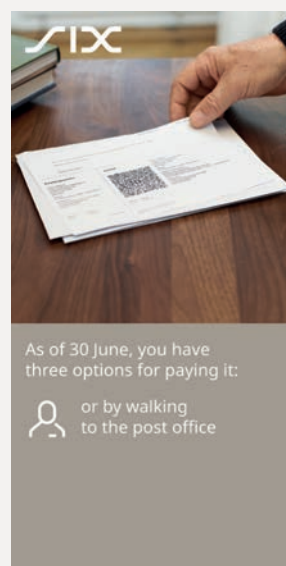 SIX
As of 30 June, you have
three options for paying it:
or by walking
to the post office